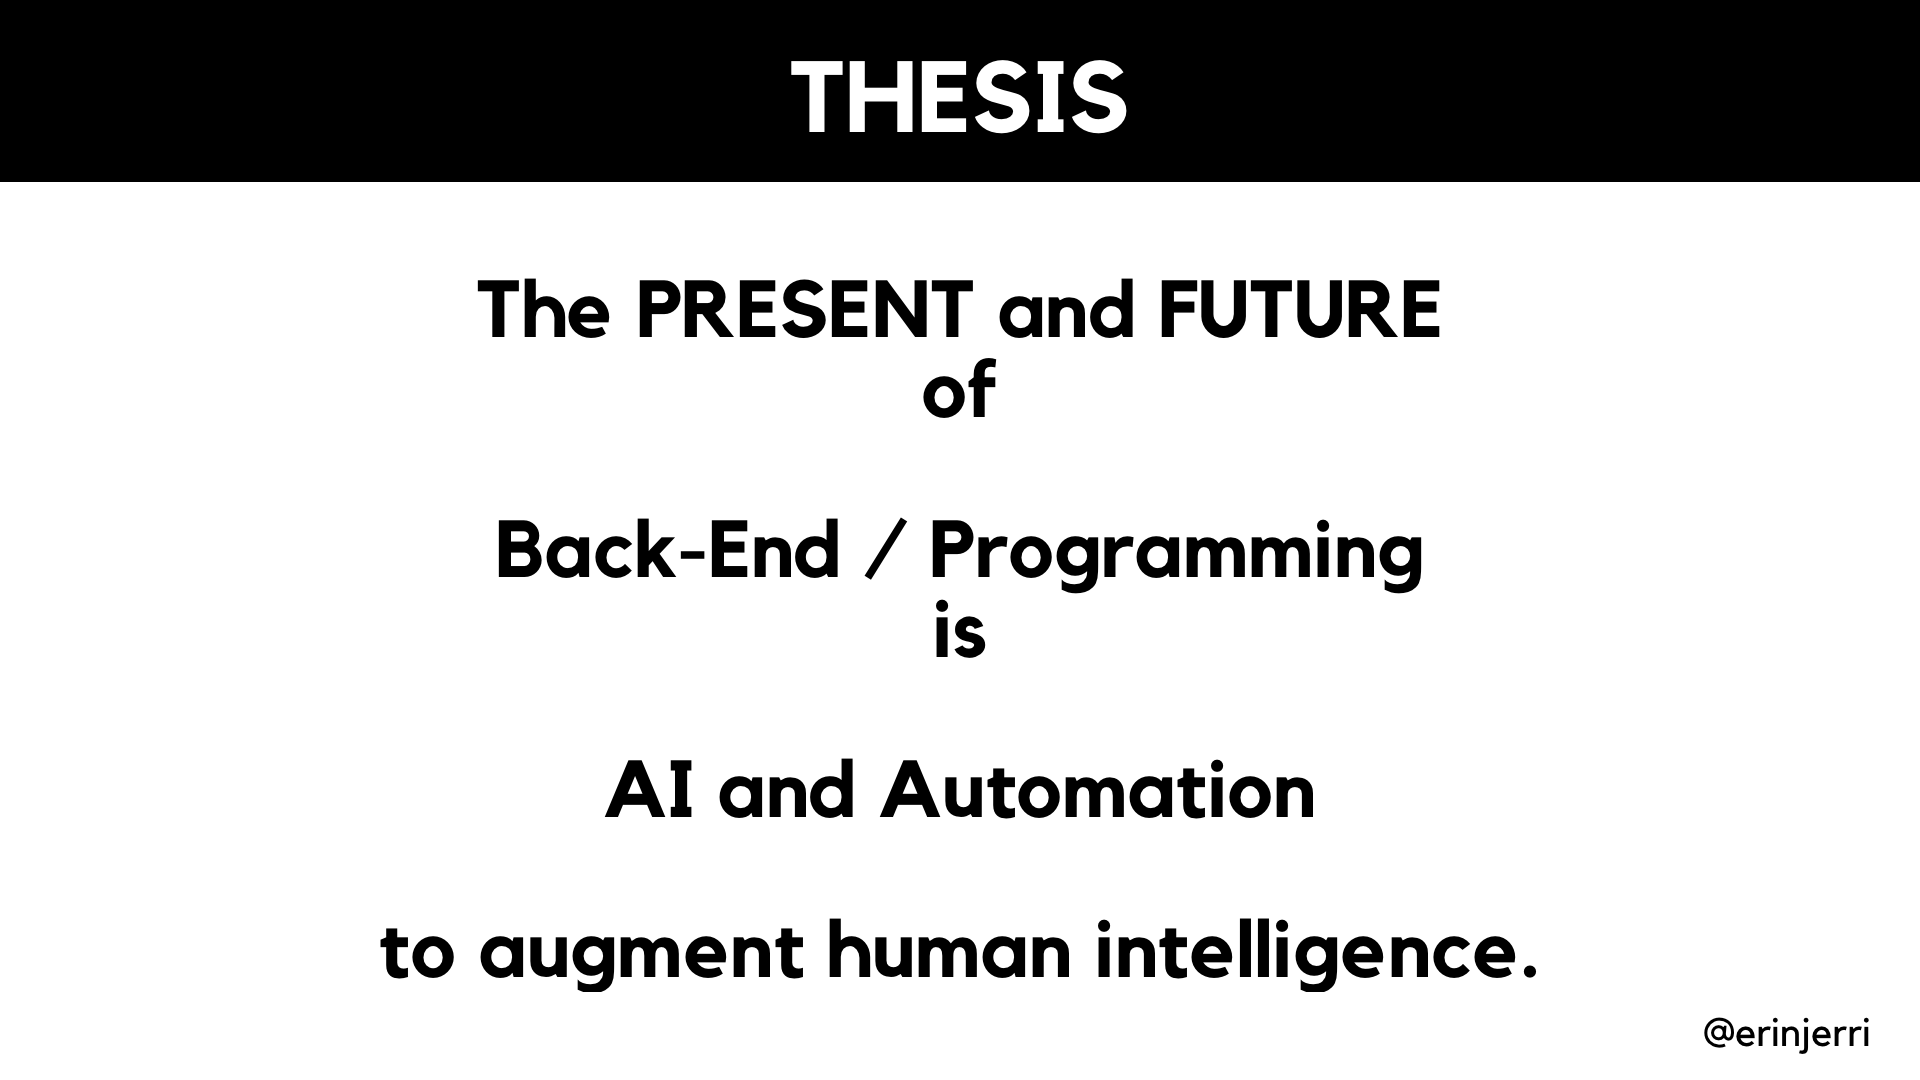 THESIS
The PRESENT and FUTURE
of
Back-End / Programming
is
AI and Automation
to augment human intelligence.
@erinjerri